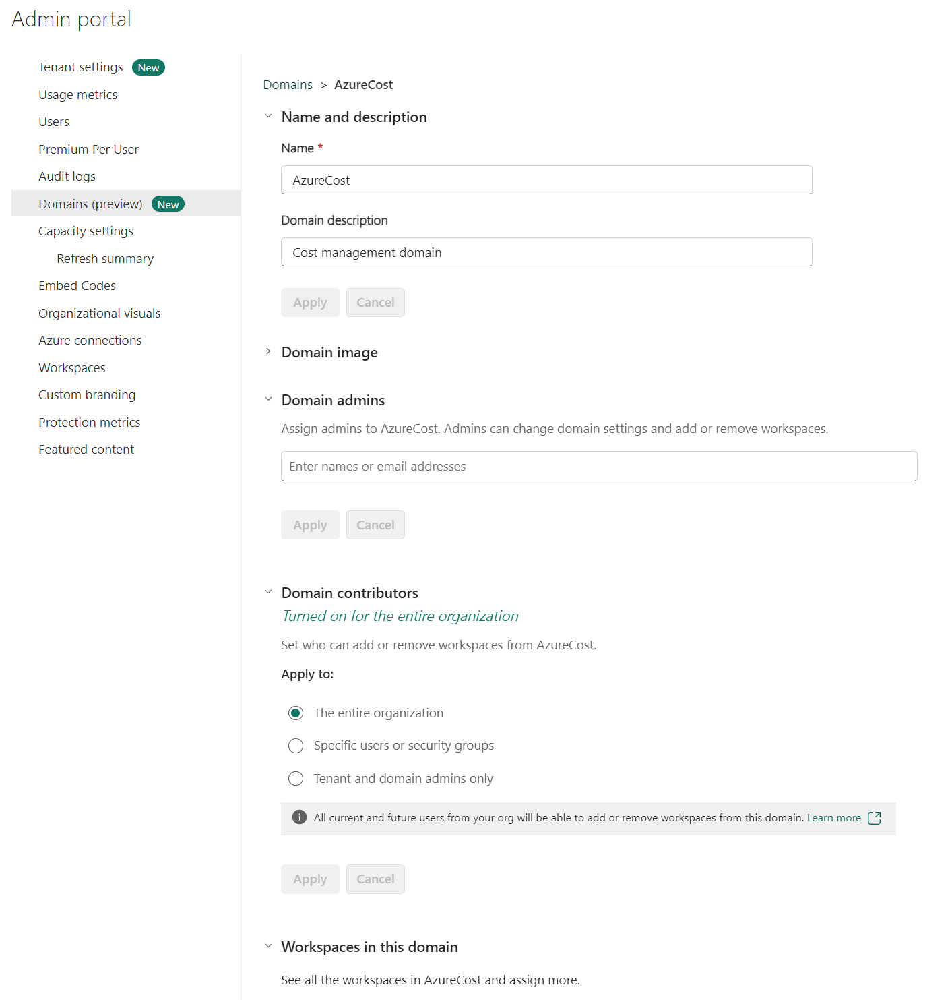 Admin portal
Tenant settings New
Usage metrics
Users
Premium Per User
Audit logs
Domains (preview) New
Capacity settings
Refresh summary
Embed Codes
Organizational visuals
Azure connections
Workspaces
Custom branding
Protection metrics
Featured content
Domains > AzureCost
Name and description
Name *
AzureCost
Domain description
Cost management domain
Apply Cancel
Domain image
Domain admins
Assign admins to AzureCost. Admins can change domain settings and add or remove workspaces.
Enter names or email addresses
Apply Cancel
Domain contributors
Turned on for the entire organization
Set who can add or remove workspaces from AzureCost.
Apply to:
The entire organization
Specific users or security groups
Tenant and domain admins only
All current and future users from your org will be able to add or remove workspaces from this domain. Learn more
Apply Cancel
Workspaces in this domain
See all the workspaces in AzureCost and assign more.